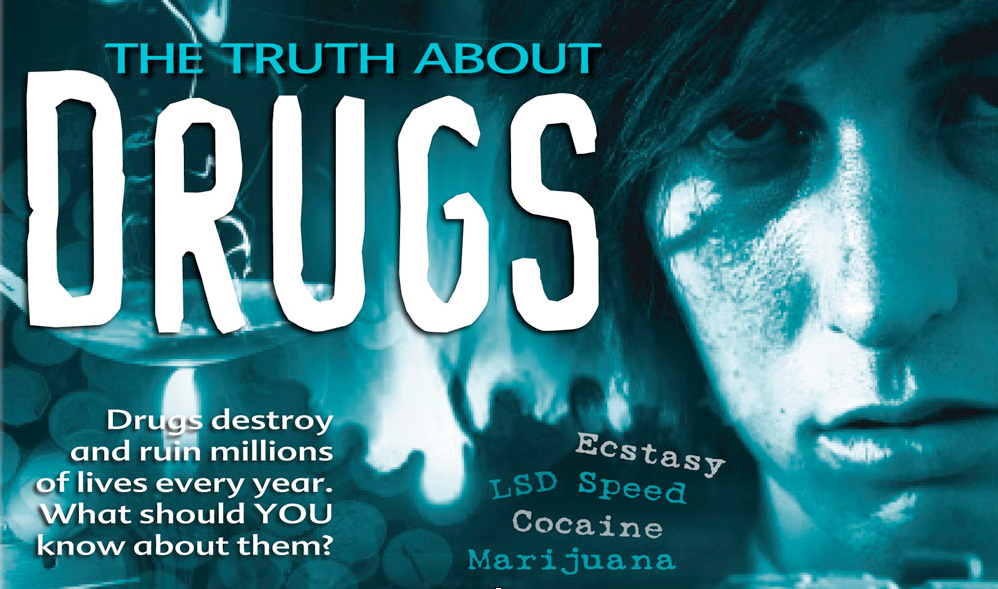 THE TRUTH ABOUT
DRUGS
Drugs destroy
and ruin millions
of lives every year.
What should YOU
know about them?
Ecstasy
LSD Speed
Cocaine
Marijuana